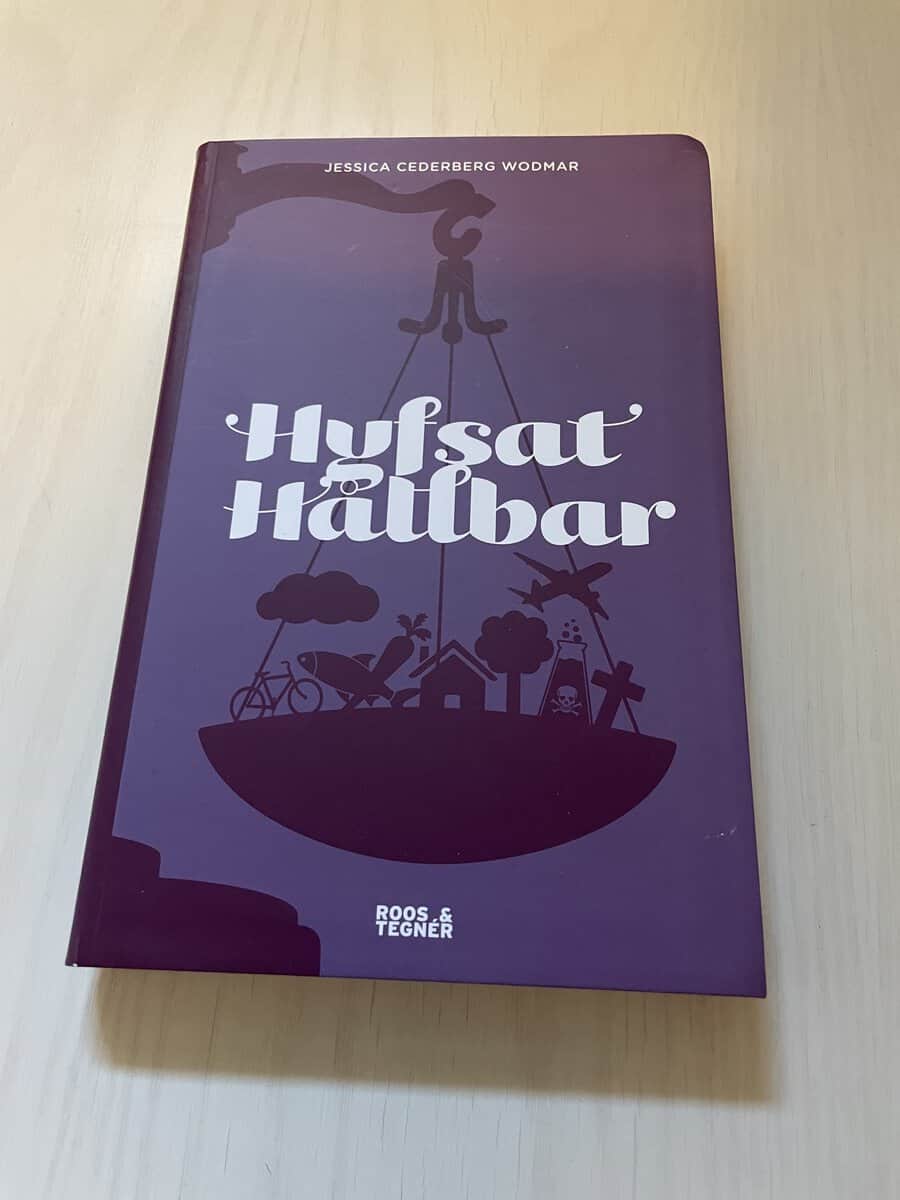 JESSICA CEDERBERG WODMAR
Hyfsat
Hållbar
ROOS &
TEGNÉR